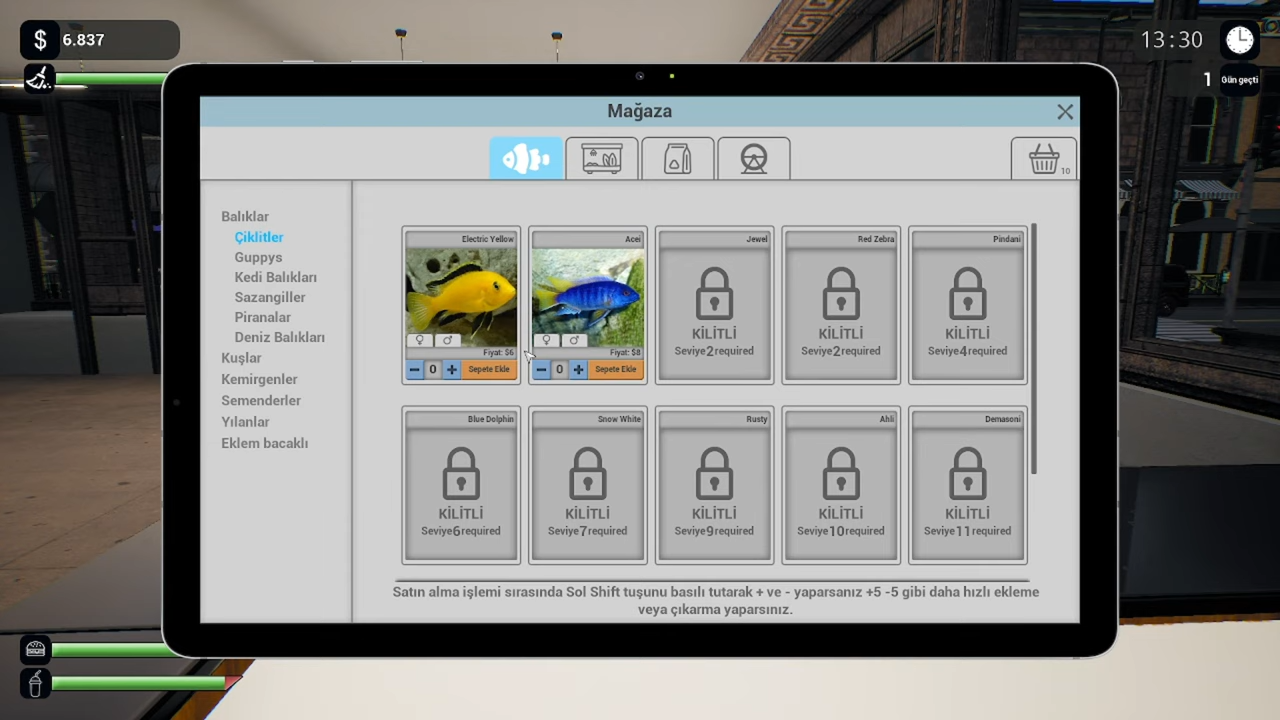 $ 6.837
13:30
1 Gün geçti
Mağaza
10
Balıklar
Çiklitler
Guppys
Kedi Balıkları
Sazangiller
Piranalar
Deniz Balıkları
Kuşlar
Kemirgenler
Semenderler
Yılanlar
Eklem bacaklı
Electric Yellow
Fiyat: $6
0
Sepete Ekle
Acei
Fiyat: $8
0
Sepete Ekle
Jewel
KİLİTLİ
Seviye2required
Red Zebra
KİLİTLİ
Seviye2required
Pindani
KİLİTLİ
Seviye4required
Blue Dolphin
KİLİTLİ
Seviye6required
Snow White
KİLİTLİ
Seviye7required
Rusty
KİLİTLİ
Seviye9required
Ahli
KİLİTLİ
Seviye10required
Demasoni
KİLİTLİ
Seviye11required
Satın alma işlemi sırasında Sol Shift tuşunu basılı tutarak + ve - yaparsanız +5 -5 gibi daha hızlı ekleme
veya çıkarma yaparsınız.